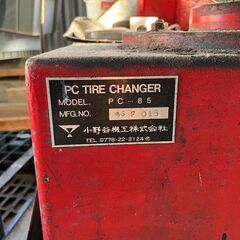 PC TIRE CHANGER
MODEL. PC-85
MFG.NO.
小野谷機工株式会社
TEL 0778-22-2124㈹